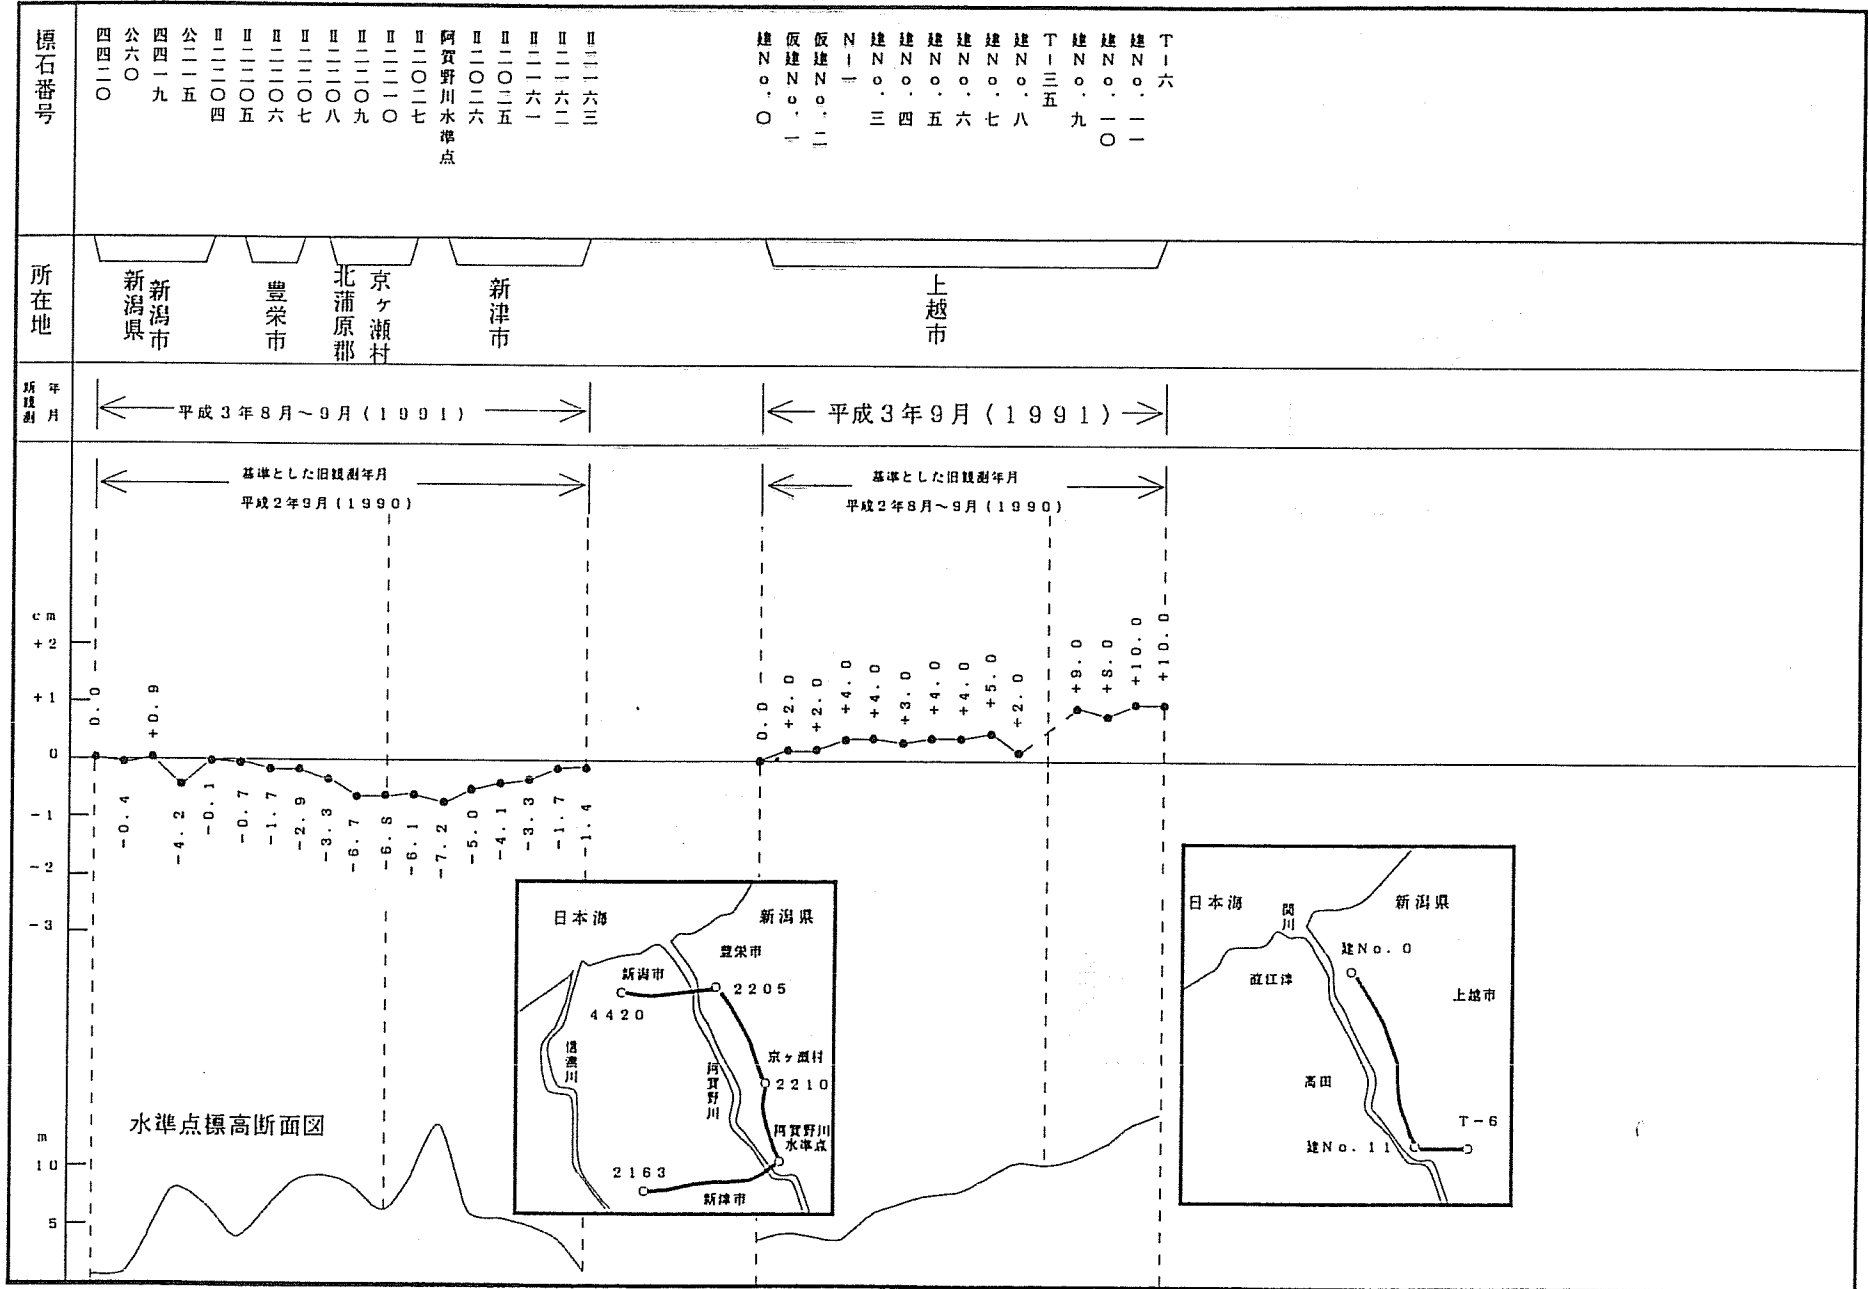 標石番号
四四二〇
公六〇
四四一九
公二一五
Ⅱ二二〇四
Ⅱ二二〇五
Ⅱ二二〇六
Ⅱ二二〇七
Ⅱ二二〇八
Ⅱ二二〇九
Ⅱ二二一〇
Ⅱ二〇二七
阿賀野川水準点
Ⅱ二〇二六
Ⅱ二〇二五
Ⅱ二一六一
Ⅱ二一六二
Ⅱ二一六三
建No.〇
仮建No.一
仮建No.二
N-一
建No.三
建No.四
建No.五
建No.六
建No.七
建No.八
T-三五
建No.九
建No.一〇
建No.一一
T-六
所在地
新潟県
新潟市
豊栄市
北蒲原郡
京ヶ瀬村
新津市
上越市
新観測
年月
平成3年8月~9月(1991)
平成3年9月(1991)
基準とした旧観測年月
平成2年9月(1990)
基準とした旧観測年月
平成2年8月~9月(1990)
cm
+2
+1
0
-1
-2
-3
0.0
-0.4
+0.9
-4.2
-0.1
-0.7
-1.7
-2.9
-3.3
-6.7
-6.8
-6.1
-7.2
-5.0
-4.1
-3.3
-1.7
-1.4
0.0
+2.0
+2.0
+4.0
+4.0
+3.0
+4.0
+4.0
+5.0
+2.0
+9.0
+8.0
+10.0
+10.0
水準点標高断面図
m
10
5
日本海
新潟県
豊栄市
新潟市
2205
4420
信濃川
阿賀野川
京ヶ瀬村
2210
阿賀野川
水準点
2163
新津市
日本海
関川
新潟県
建No.0
直江津
上越市
高田
T-6
建No.11